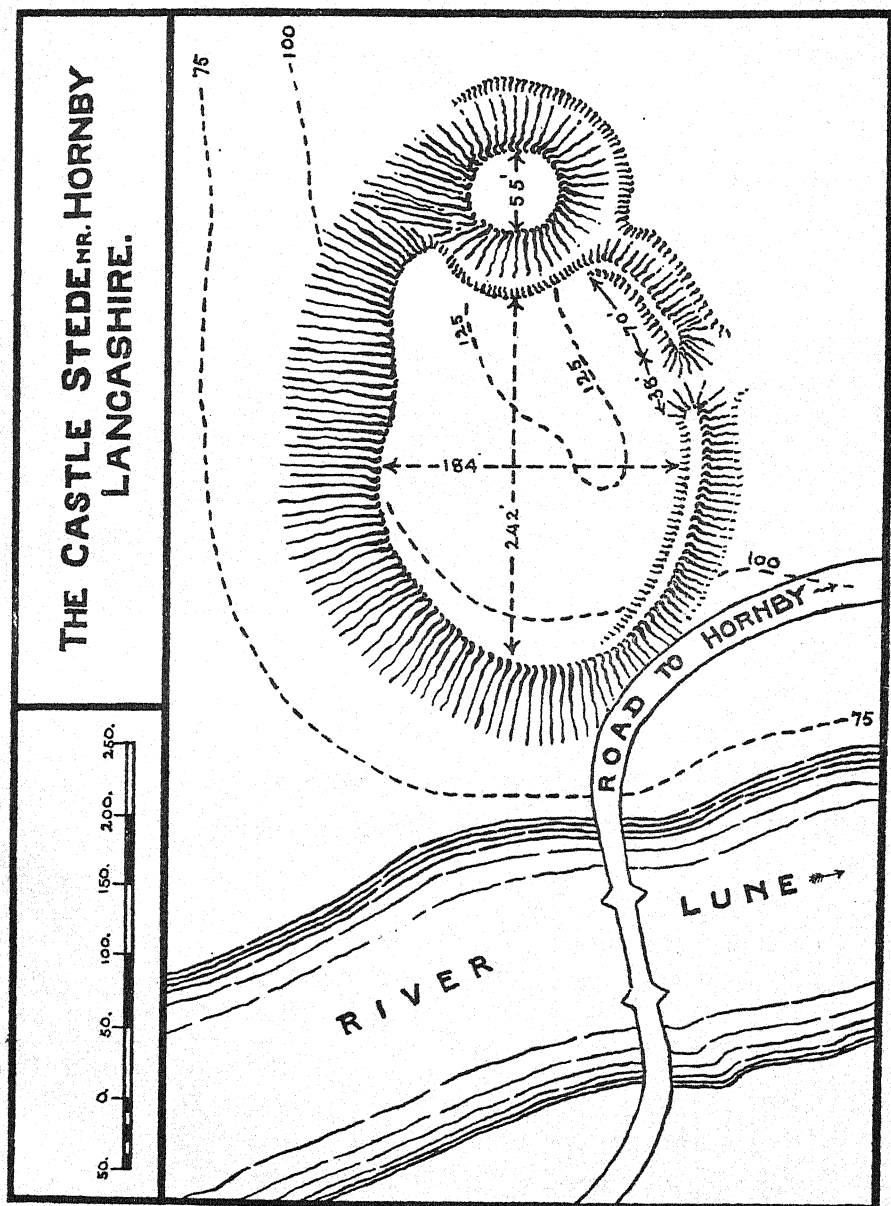 THE CASTLE STEDE NR. HORNBY
LANCASHIRE.
50. 0. 50. 100. 150. 200. 250.
75
100
55'
125
125
70'
36'
184
242'
100
ROAD TO HORNBY
75
RIVER LUNE